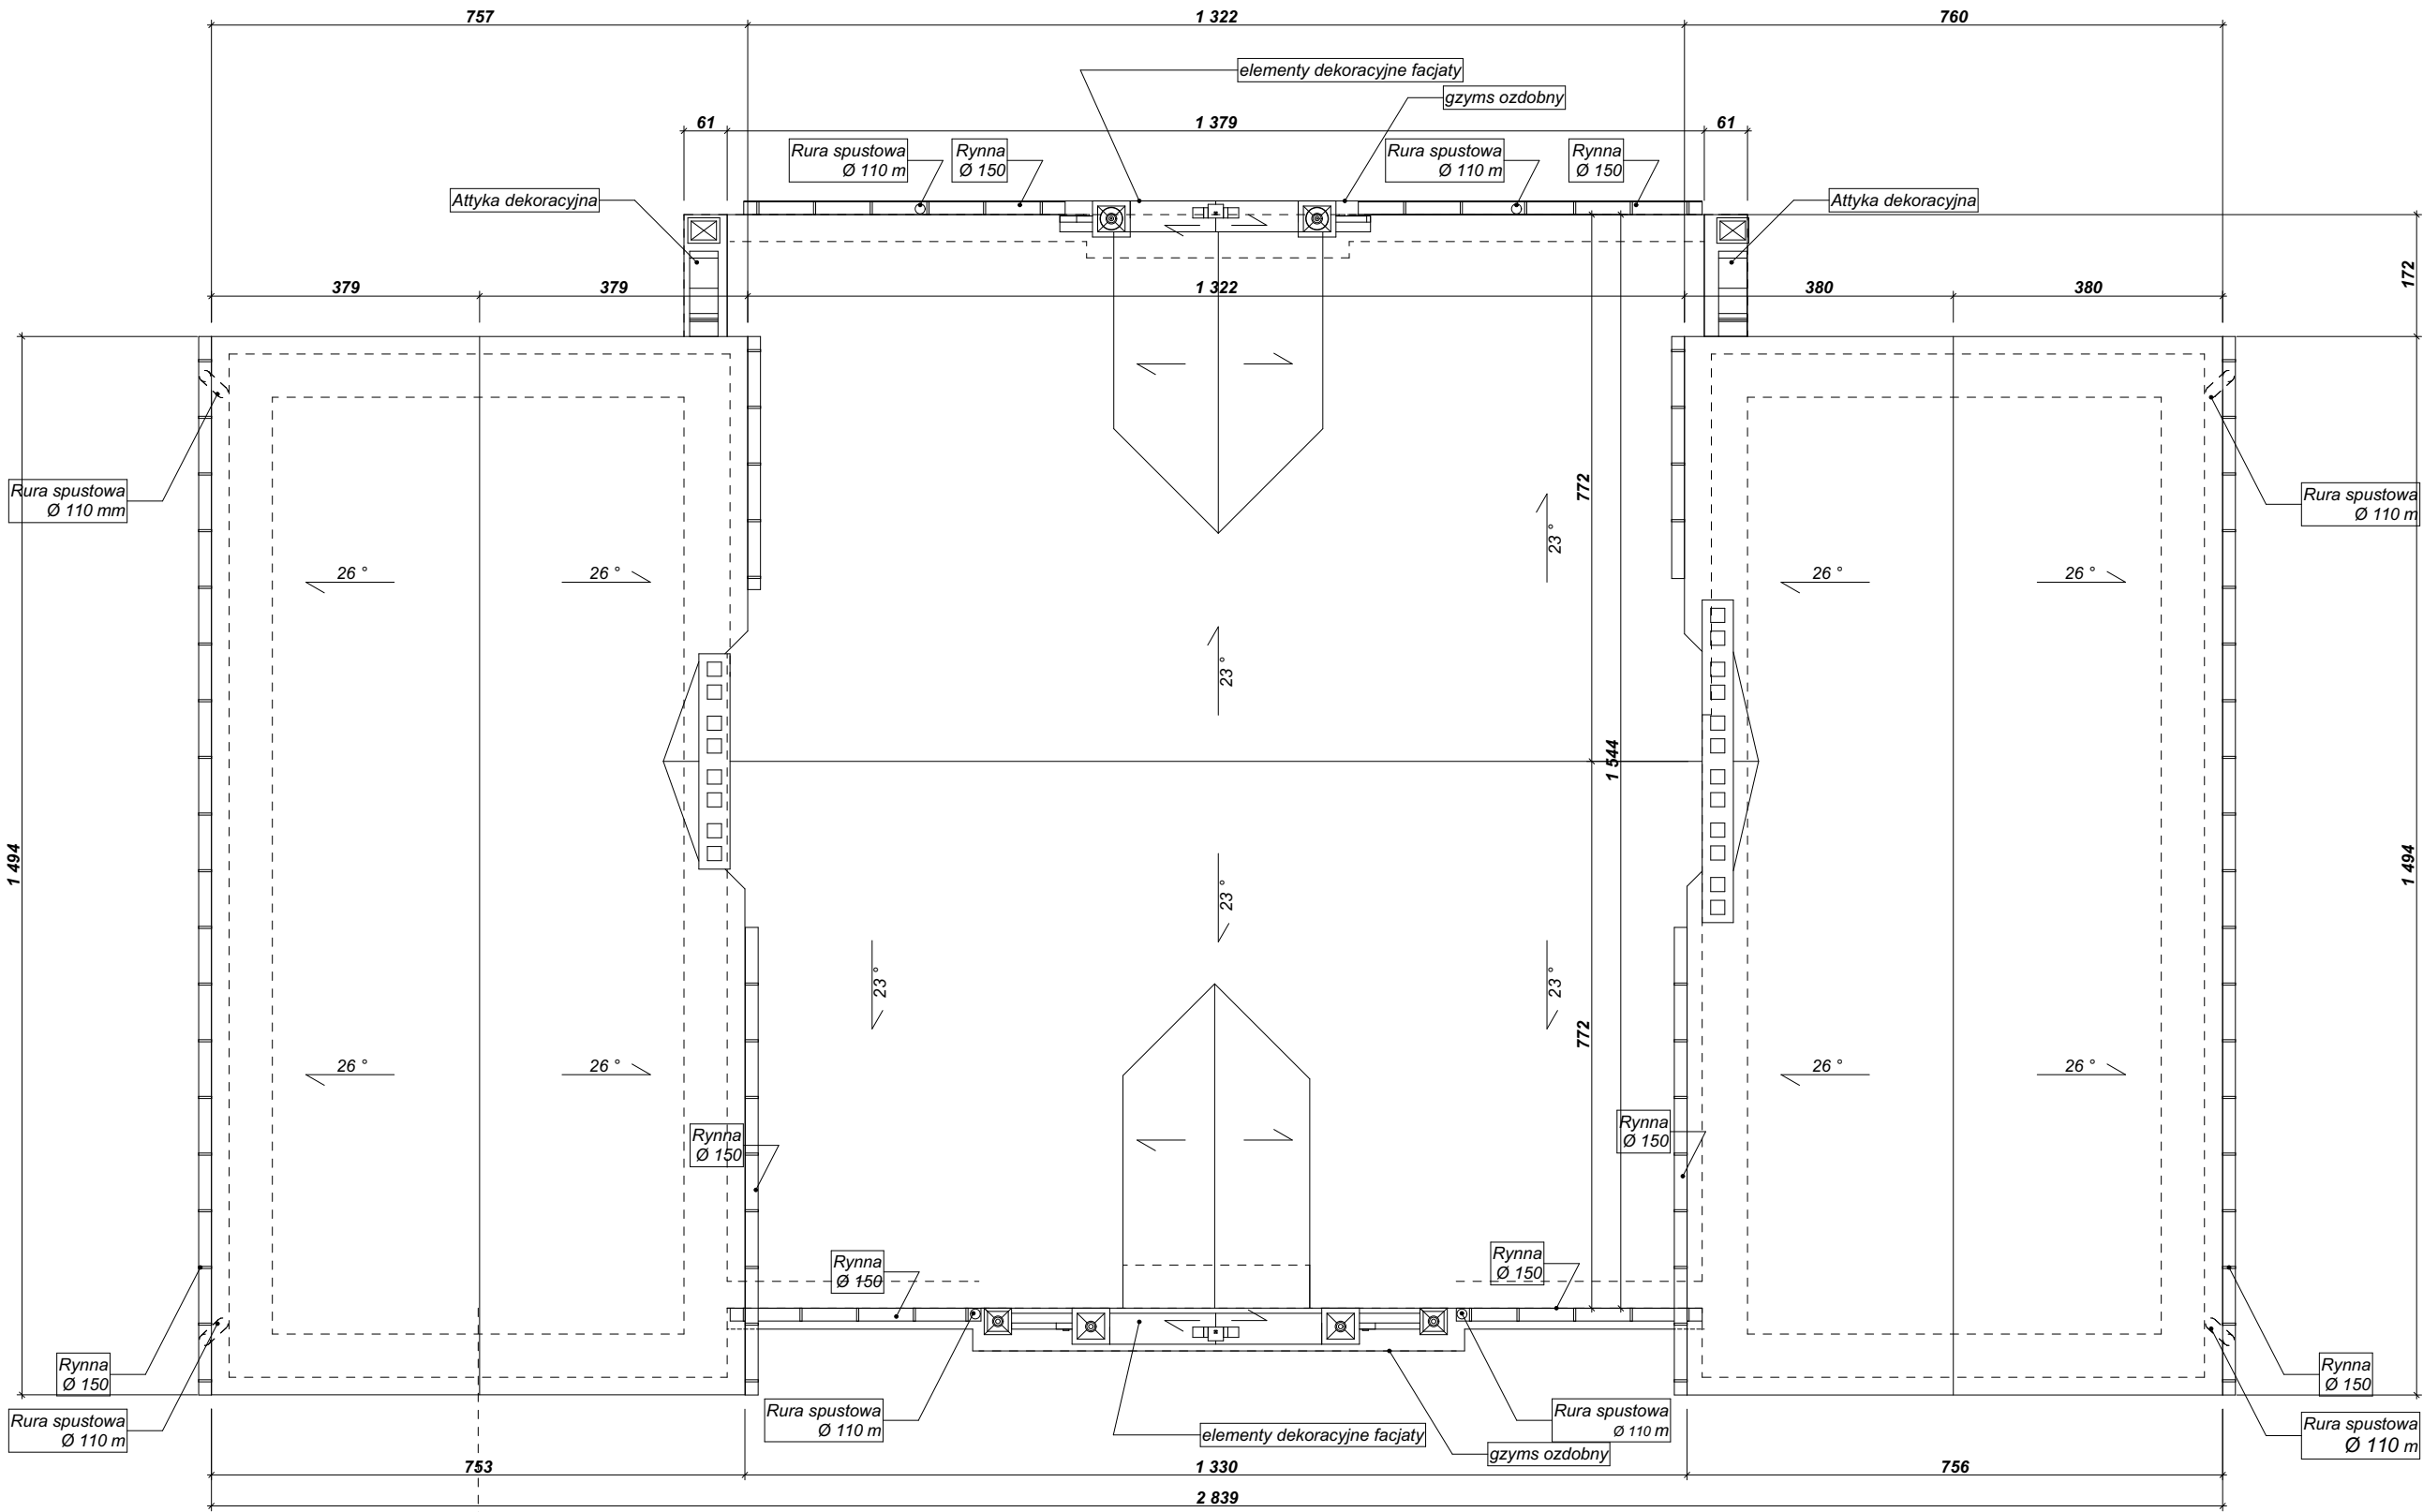 757
1 322
760
elementy dekoracyjne facjaty
gzyms ozdobny
61
1 379
61
Rura spustowa
Ø 110 m
Rynna
Ø 150
Rura spustowa
Ø 110 m
Rynna
Ø 150
Attyka dekoracyjna
Attyka dekoracyjna
172
379
379
1 322
380
380
Rura spustowa
Ø 110 mm
772
Rura spustowa
Ø 110 m
23 °
26 °
26 °
26 °
26 °
23 °
1 544
1 494
1 494
23 °
23 °
23 °
772
26 °
26 °
26 °
26 °
Rynna
Ø 150
Rynna
Ø 150
Rynna
Ø 150
Rynna
Ø 150
Rynna
Ø 150
Rynna
Ø 150
Rura spustowa
Ø 110 m
Rura spustowa
Ø 110 m
Rura spustowa
Ø 110 m
Rura spustowa
Ø 110 m
elementy dekoracyjne facjaty
gzyms ozdobny
753
1 330
756
2 839